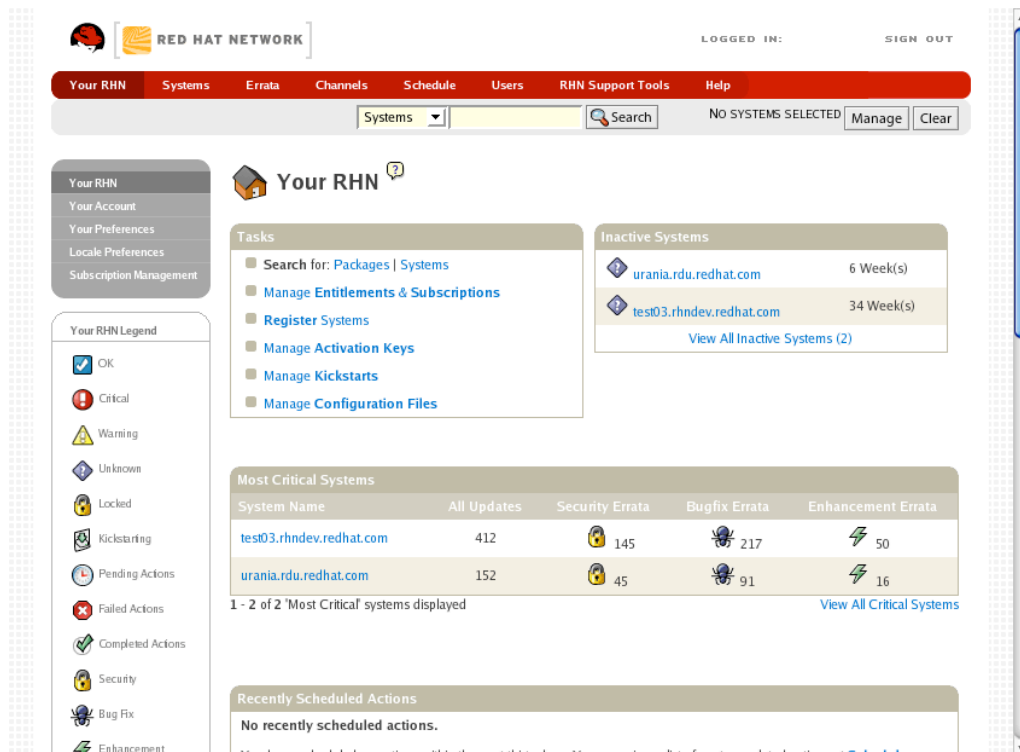 RED HAT NETWORK
LOGGED IN:
SIGN OUT
Your RHN
Systems
Errata
Channels
Schedule
Users
RHN Support Tools
Help
Systems
Search
NO SYSTEMS SELECTED
Manage
Clear
Your RHN
Your Account
Your Preferences
Locale Preferences
Subscription Management
Your RHN Legend
OK
Critical
Warning
Unknown
Locked
Kickstarting
Pending Actions
Failed Actions
Completed Actions
Security
Bug Fix
Enhancement
Your RHN ?
Tasks
Search for: Packages | Systems
Manage Entitlements & Subscriptions
Register Systems
Manage Activation Keys
Manage Kickstarts
Manage Configuration Files
Inactive Systems
urania.rdu.redhat.com 6 Week(s)
test03.rhndev.redhat.com 34 Week(s)
View All Inactive Systems (2)
Most Critical Systems
System Name All Updates Security Errata Bugfix Errata Enhancement Errata
test03.rhndev.redhat.com 412 145 217 50
urania.rdu.redhat.com 152 45 91 16
1 - 2 of 2 'Most Critical' systems displayed
View All Critical Systems
Recently Scheduled Actions
No recently scheduled actions.